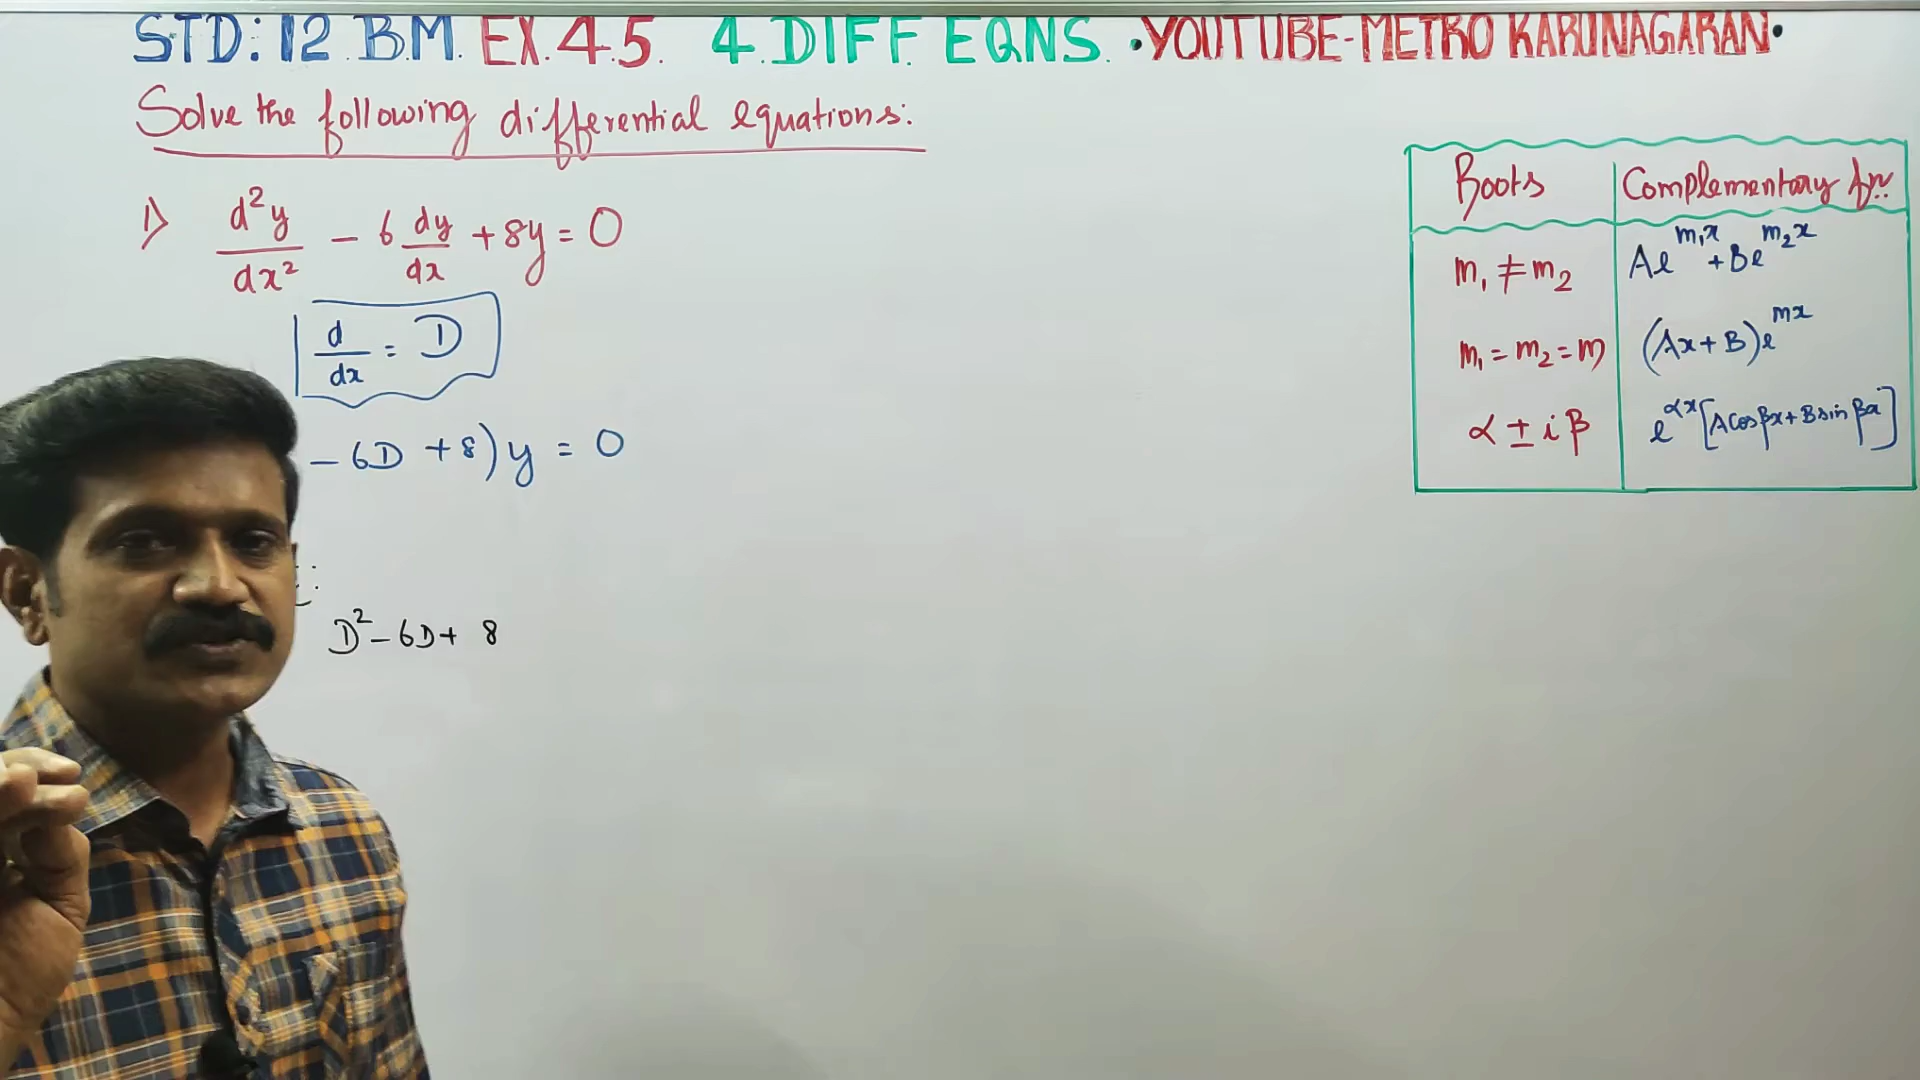 STD: 12 B.M. EX. 4.5. 4. DIFF EQNS. • YOUTUBE-METRO KARUNAGARAN •
Solve the following differential equations:
1) d²y/dx² - 6 dy/dx + 8y = 0
d/dx = D
- 6D + 8) y = 0
D² - 6D + 8
Roots Complementary fn.
m₁ ≠ m₂ Ae^m₁x + Be^m₂x
m₁ = m₂ = m (Ax + B)e^mx
α ± iβ e^αx [A cos βx + B sin βx]